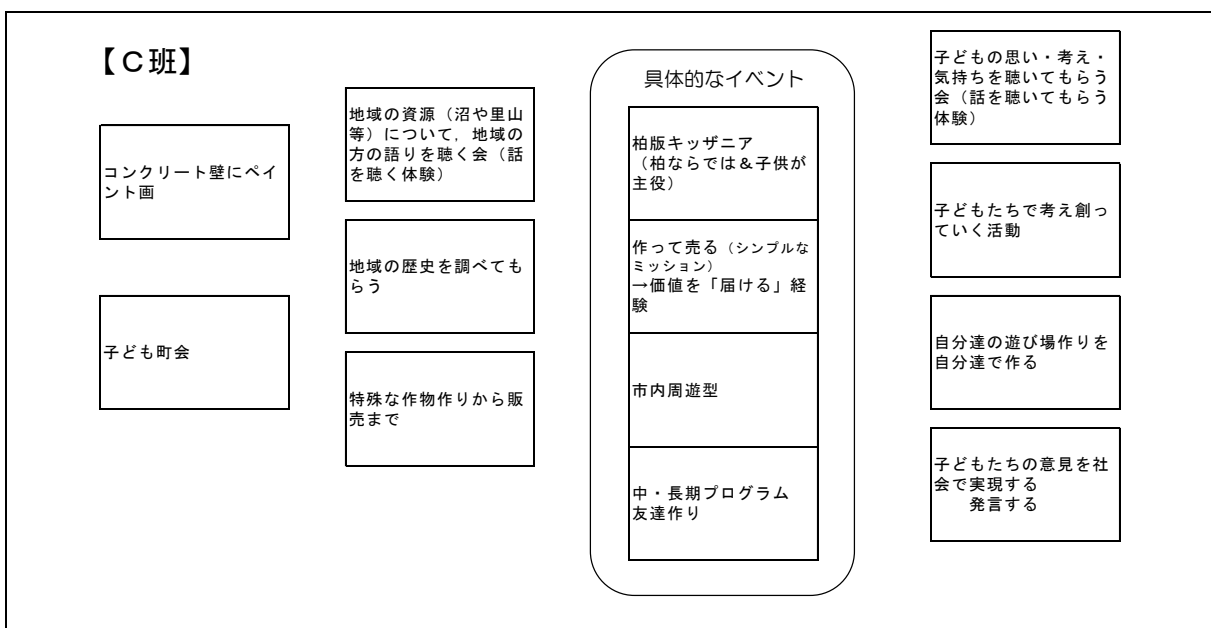 【C班】
コンクリート壁にペイ
ント画
子ども町会
地域の資源（沼や里山
等）について，地域の
方の語りを聴く会（話
を聴く体験）
地域の歴史を調べても
らう
特殊な作物作りから販
売まで
具体的なイベント
柏版キッザニア
（柏ならでは＆子供が
主役）
作って売る（シンプルな
ミッション）
→価値を「届ける」経
験
市内周遊型
中・長期プログラム
友達作り
子どもの思い・考え・
気持ちを聴いてもらう
会（話を聴いてもらう
体験）
子どもたちで考え創っ
ていく活動
自分達の遊び場作りを
自分達で作る
子どもたちの意見を社
会で実現する
　　発言する